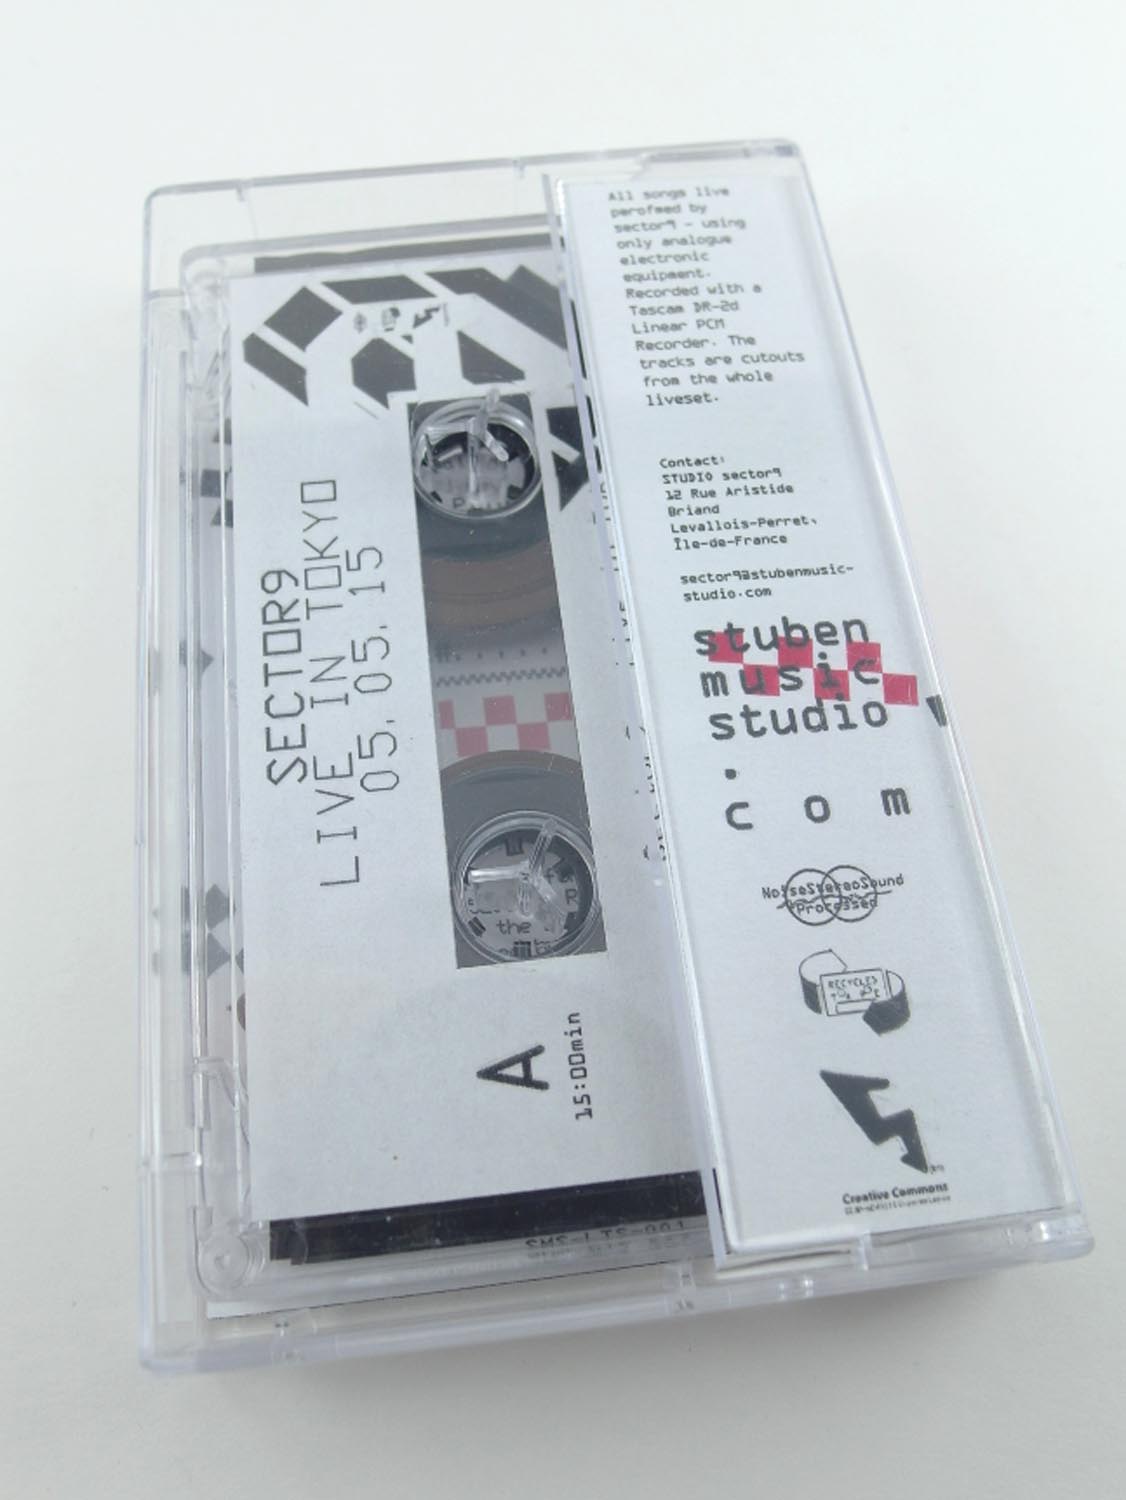 SECTOR9
LIVE IN TOKYO
05. 05. 15
A
15:00min
All songs live
perofmed by
sector9 - using
only analogue
electronic
equipment.
Recorded with a
Tascam DR-2d
Linear PCM
Recorder. The
tracks are cutouts
from the whole
liveset.
Contact:
STUDIO sector9
12 Rue Aristide
Briand
Levallois-Perret,
Île-de-France
sector9@stubenmusic-
studio.com
stuben
music
studio
.
com
NoiseStereoSound
Processed
RECYCLED
Creative Commons
the